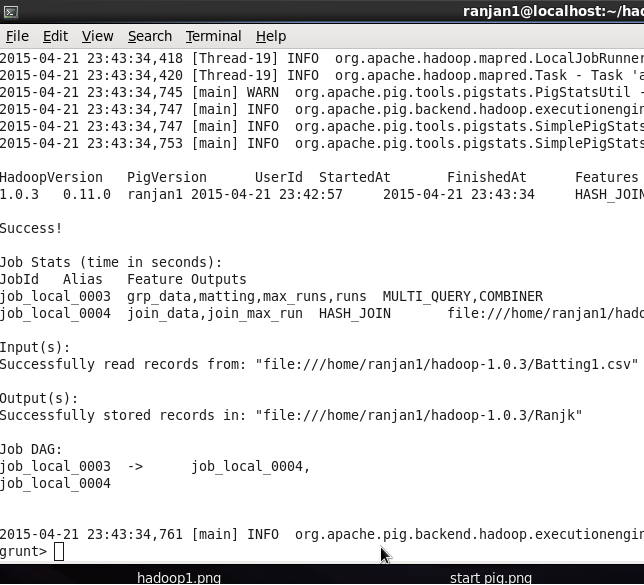 ranjan1@localhost:~/ha
File Edit View Search Terminal Help
2015-04-21 23:43:34,418 [Thread-19] INFO  org.apache.hadoop.mapred.LocalJobRunner
2015-04-21 23:43:34,420 [Thread-19] INFO  org.apache.hadoop.mapred.Task - Task 'a
2015-04-21 23:43:34,745 [main] WARN  org.apache.pig.tools.pigstats.PigStatsUtil -
2015-04-21 23:43:34,747 [main] INFO  org.apache.pig.backend.hadoop.executionengin
2015-04-21 23:43:34,747 [main] INFO  org.apache.pig.tools.pigstats.SimplePigStats
2015-04-21 23:43:34,753 [main] INFO  org.apache.pig.tools.pigstats.SimplePigStats
HadoopVersion   PigVersion      UserId  StartedAt       FinishedAt      Features
1.0.3   0.11.0  ranjan1 2015-04-21 23:42:57     2015-04-21 23:43:34     HASH_JOIN
Success!
Job Stats (time in seconds):
JobId   Alias   Feature Outputs
job_local_0003  grp_data,matting,max_runs,runs  MULTI_QUERY,COMBINER
job_local_0004  join_data,join_max_run  HASH_JOIN       file:///home/ranjan1/hado
Input(s):
Successfully read records from: "file:///home/ranjan1/hadoop-1.0.3/Batting1.csv"
Output(s):
Successfully stored records in: "file:///home/ranjan1/hadoop-1.0.3/Ranjk"
Job DAG:
job_local_0003  ->      job_local_0004,
job_local_0004
2015-04-21 23:43:34,761 [main] INFO  org.apache.pig.backend.hadoop.executionengin
grunt>
hadoop1.png start pig.png